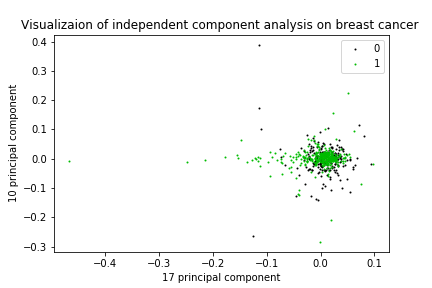 Visualizaion of independent component analysis on breast cancer
0
1
0.4
0.3
0.2
0.1
0.0
−0.1
−0.2
−0.3
10 principal component
−0.4 −0.3 −0.2 −0.1 0.0 0.1
17 principal component